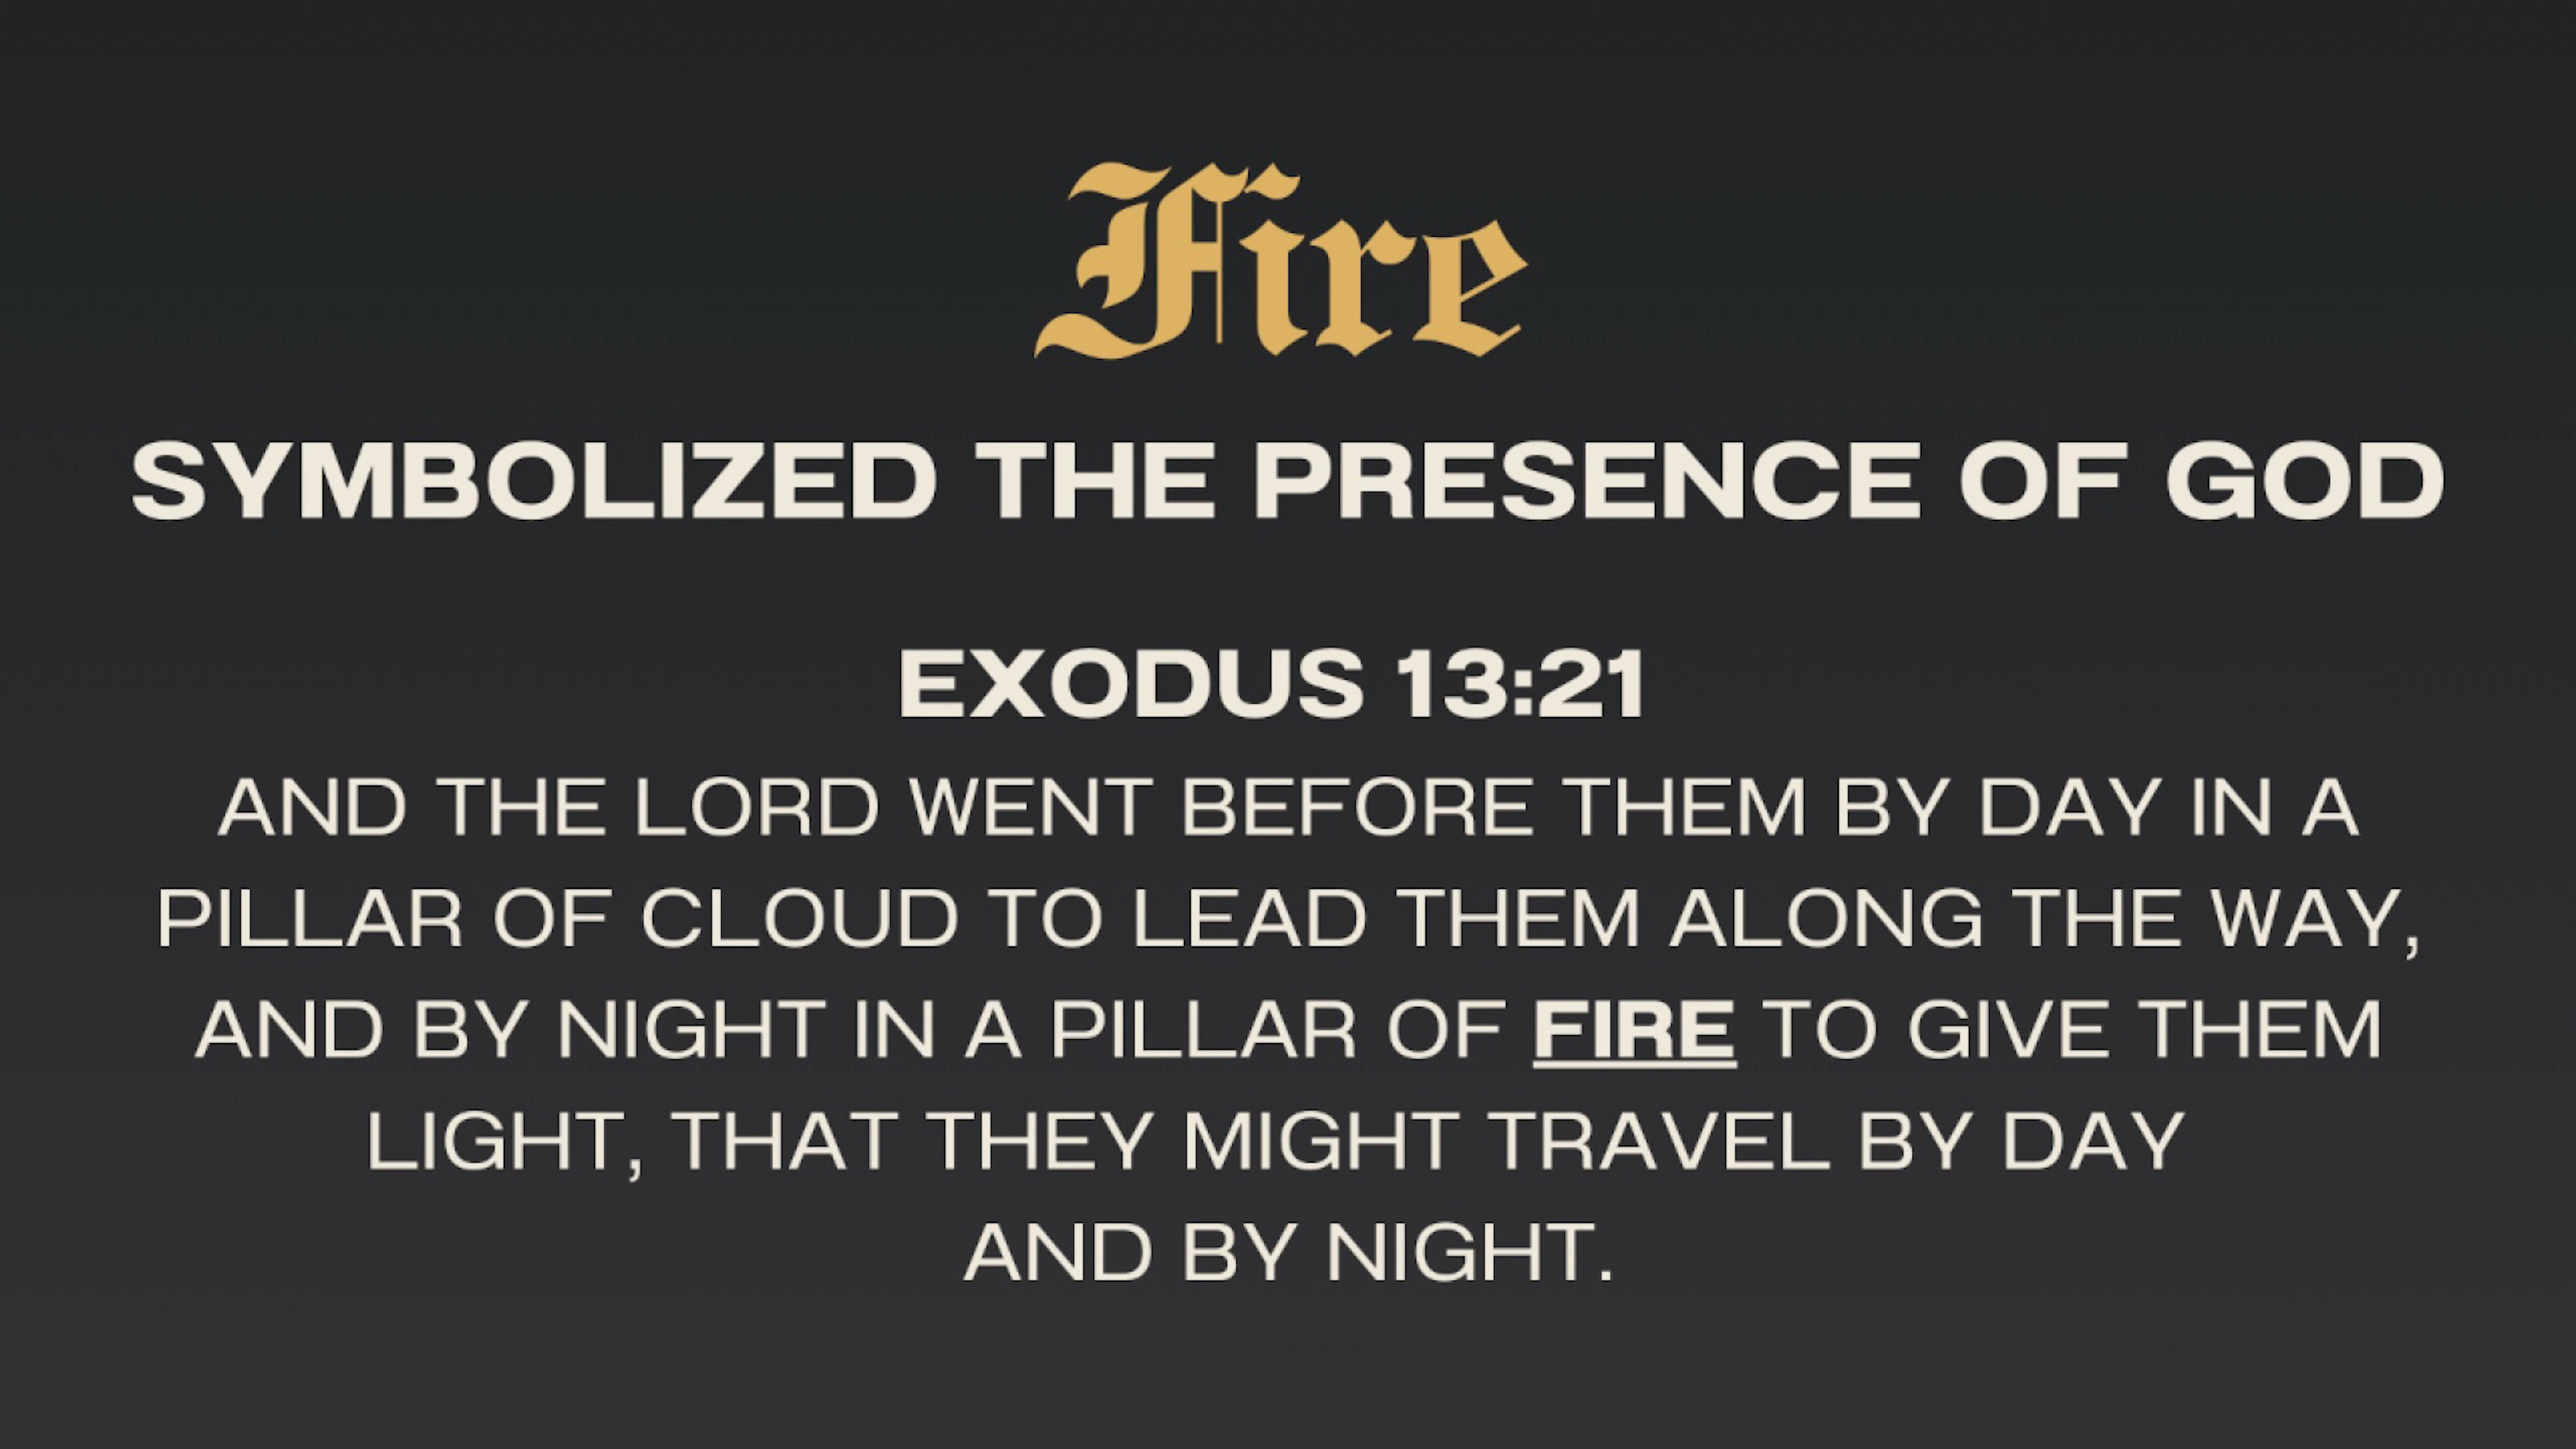 Fire
SYMBOLIZED THE PRESENCE OF GOD
EXODUS 13:21
AND THE LORD WENT BEFORE THEM BY DAY IN A
PILLAR OF CLOUD TO LEAD THEM ALONG THE WAY,
AND BY NIGHT IN A PILLAR OF FIRE TO GIVE THEM
LIGHT, THAT THEY MIGHT TRAVEL BY DAY
AND BY NIGHT.